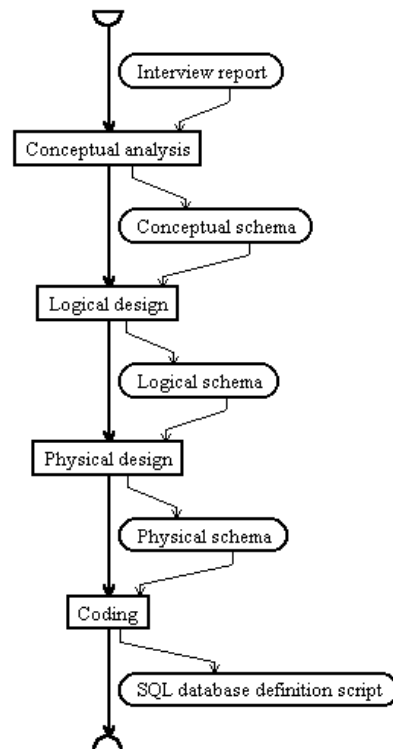 Interview report
Conceptual analysis
Conceptual schema
Logical design
Logical schema
Physical design
Physical schema
Coding
SQL database definition script